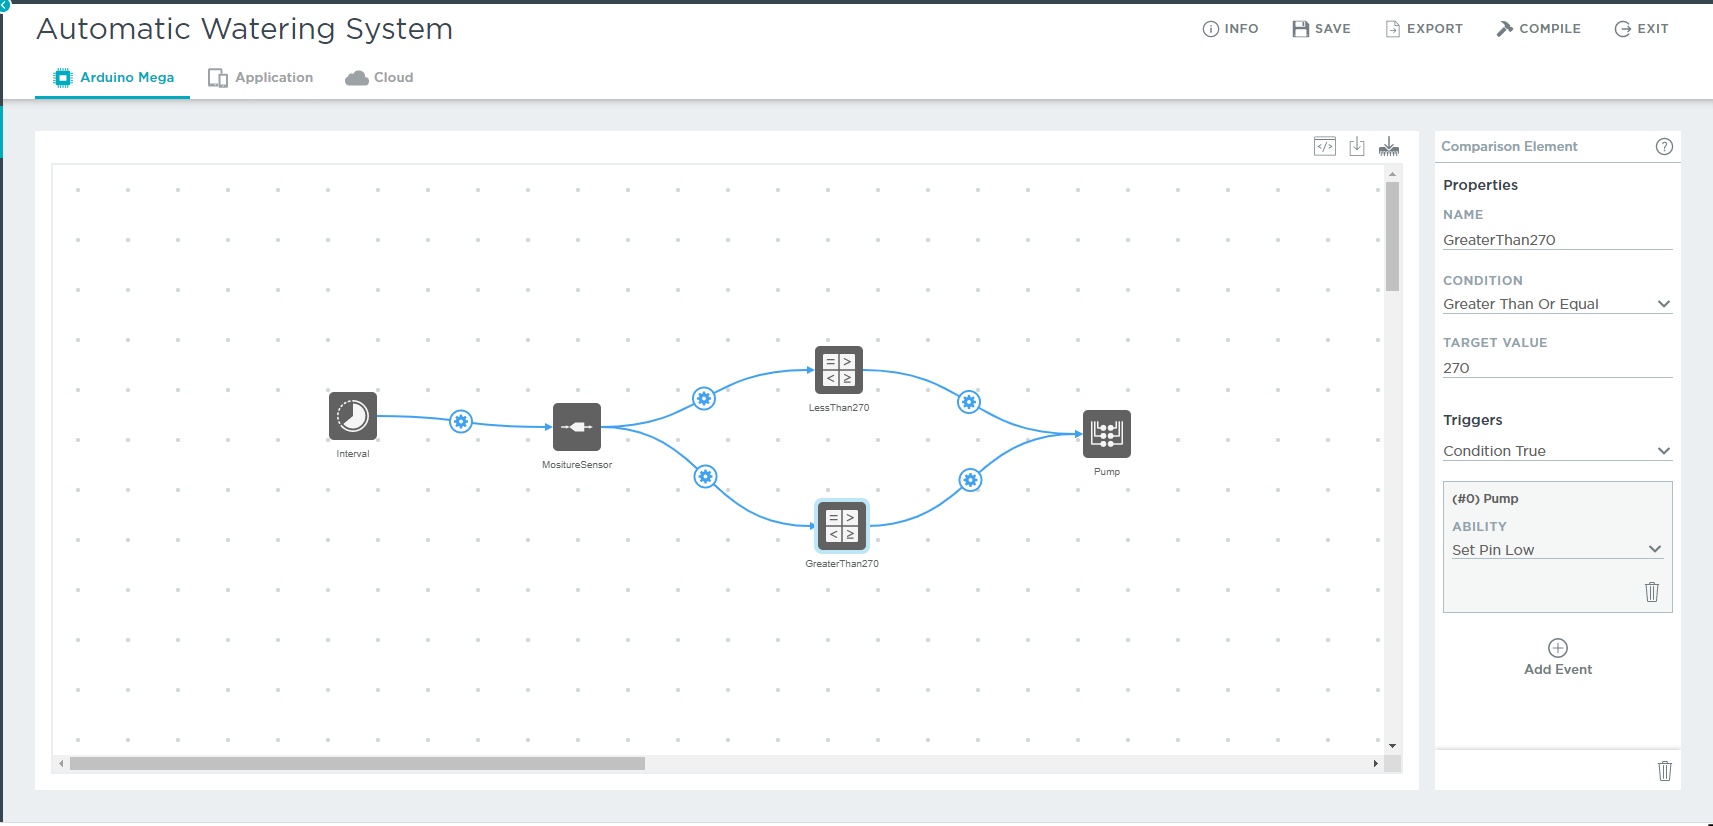 Automatic Watering System
INFO
SAVE
EXPORT
COMPILE
EXIT
Arduino Mega
Application
Cloud
Interval
MositureSensor
LessThan270
GreaterThan270
Pump
Comparison Element
Properties
NAME
GreaterThan270
CONDITION
Greater Than Or Equal
TARGET VALUE
270
Triggers
Condition True
(#0) Pump
ABILITY
Set Pin Low
Add Event